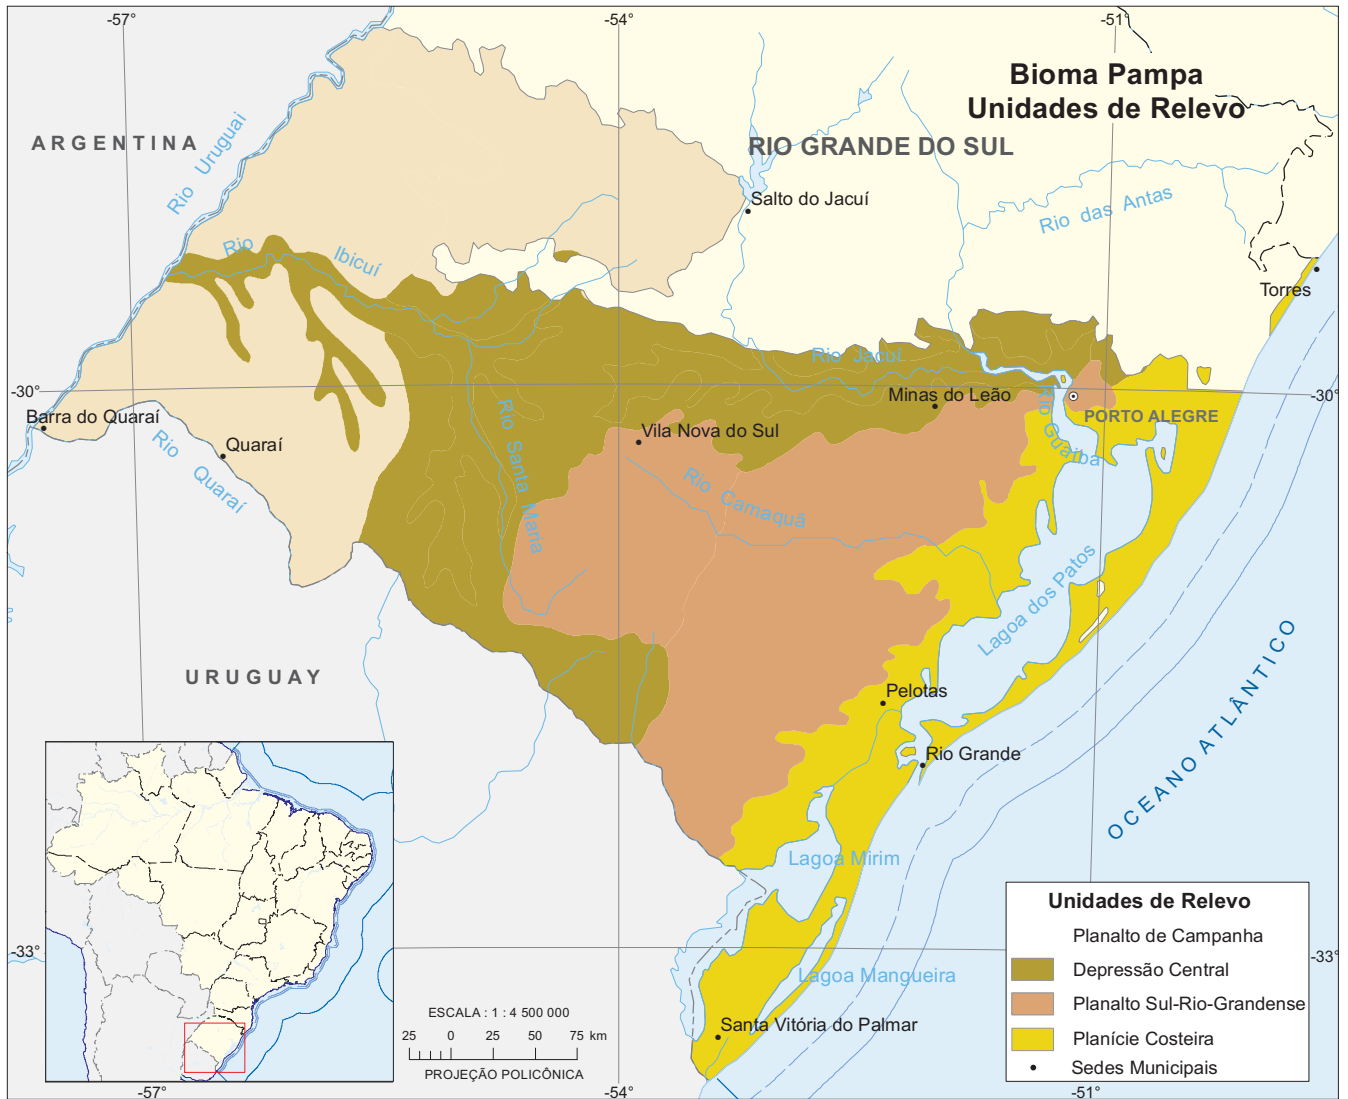 -57°
-54°
-51°
Bioma Pampa
Unidades de Relevo
ARGENTINA
Rio Uruguai
RIO GRANDE DO SUL
Salto do Jacuí
Rio das Antas
Rio Ibicuí
Torres
Rio Jacuí
-30°
-30°
Minas do Leão
Barra do Quaraí
PORTO ALEGRE
Rio Guaíba
Quaraí
Rio Quaraí
Rio Santa Maria
Vila Nova do Sul
Rio Camaquã
Lagoa dos Patos
URUGUAY
Pelotas
OCEANO ATLÂNTICO
Rio Grande
Lagoa Mirim
-33°
-33°
Lagoa Mangueira
Santa Vitória do Palmar
Unidades de Relevo
Planalto de Campanha
Depressão Central
Planalto Sul-Rio-Grandense
Planície Costeira
Sedes Municipais
ESCALA : 1 : 4 500 000
25 0 25 50 75 km
PROJEÇÃO POLICÔNICA
-57°
-54°
-51°